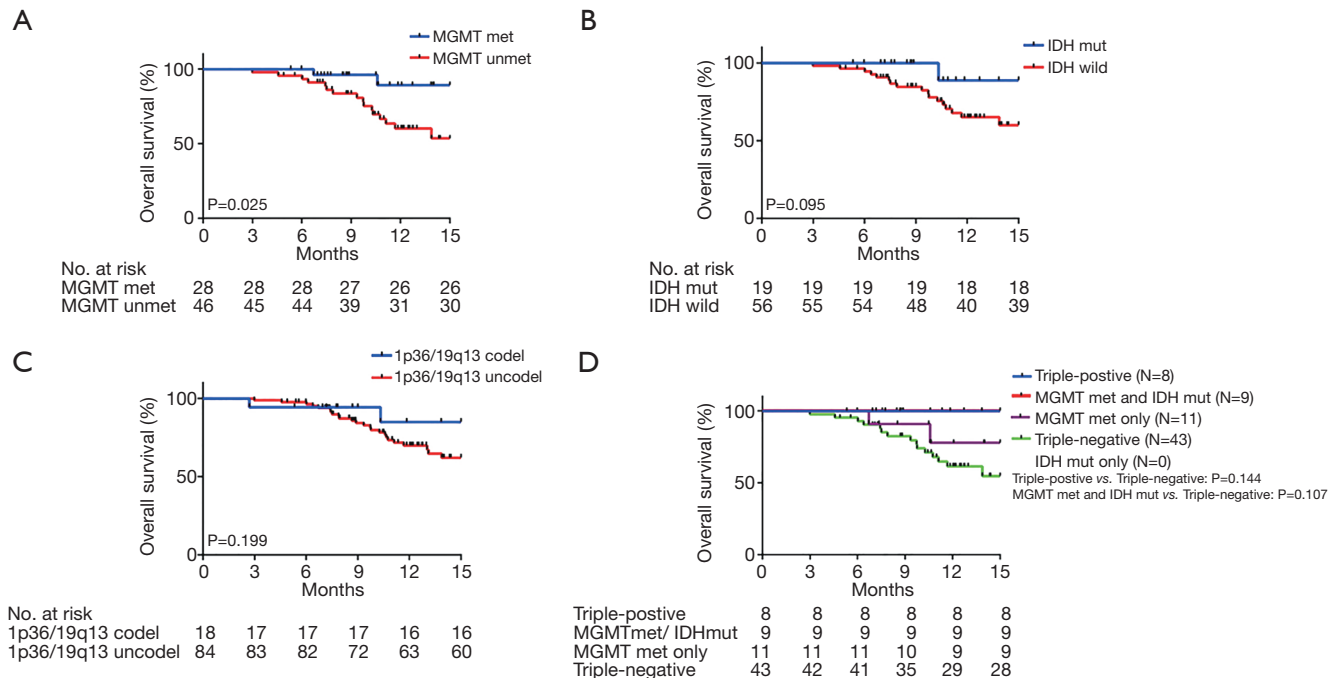 A
MGMT met
MGMT unmet
Overall survival (%)
100
50
0
P=0.025
0 3 6 9 12 15
Months
No. at risk
MGMT met 28 28 28 27 26 26
MGMT unmet 46 45 44 39 31 30
B
IDH mut
IDH wild
Overall survival (%)
100
50
0
P=0.095
0 3 6 9 12 15
Months
No. at risk
IDH mut 19 19 19 19 18 18
IDH wild 56 55 54 48 40 39
C
1p36/19q13 codel
1p36/19q13 uncodel
Overall survival (%)
100
50
0
P=0.199
0 3 6 9 12 15
Months
No. at risk
1p36/19q13 codel 18 17 17 17 16 16
1p36/19q13 uncodel 84 83 82 72 63 60
D
Triple-postive (N=8)
MGMT met and IDH mut (N=9)
MGMT met only (N=11)
Triple-negative (N=43)
IDH mut only (N=0)
Triple-postive vs. Triple-negative: P=0.144
MGMT met and IDH mut vs. Triple-negative: P=0.107
Overall survival (%)
100
50
0
0 3 6 9 12 15
Months
Triple-postive 8 8 8 8 8 8
MGMTmet/ IDHmut 9 9 9 9 9 9
MGMT met only 11 11 11 10 9 9
Triple-negative 43 42 41 35 29 28